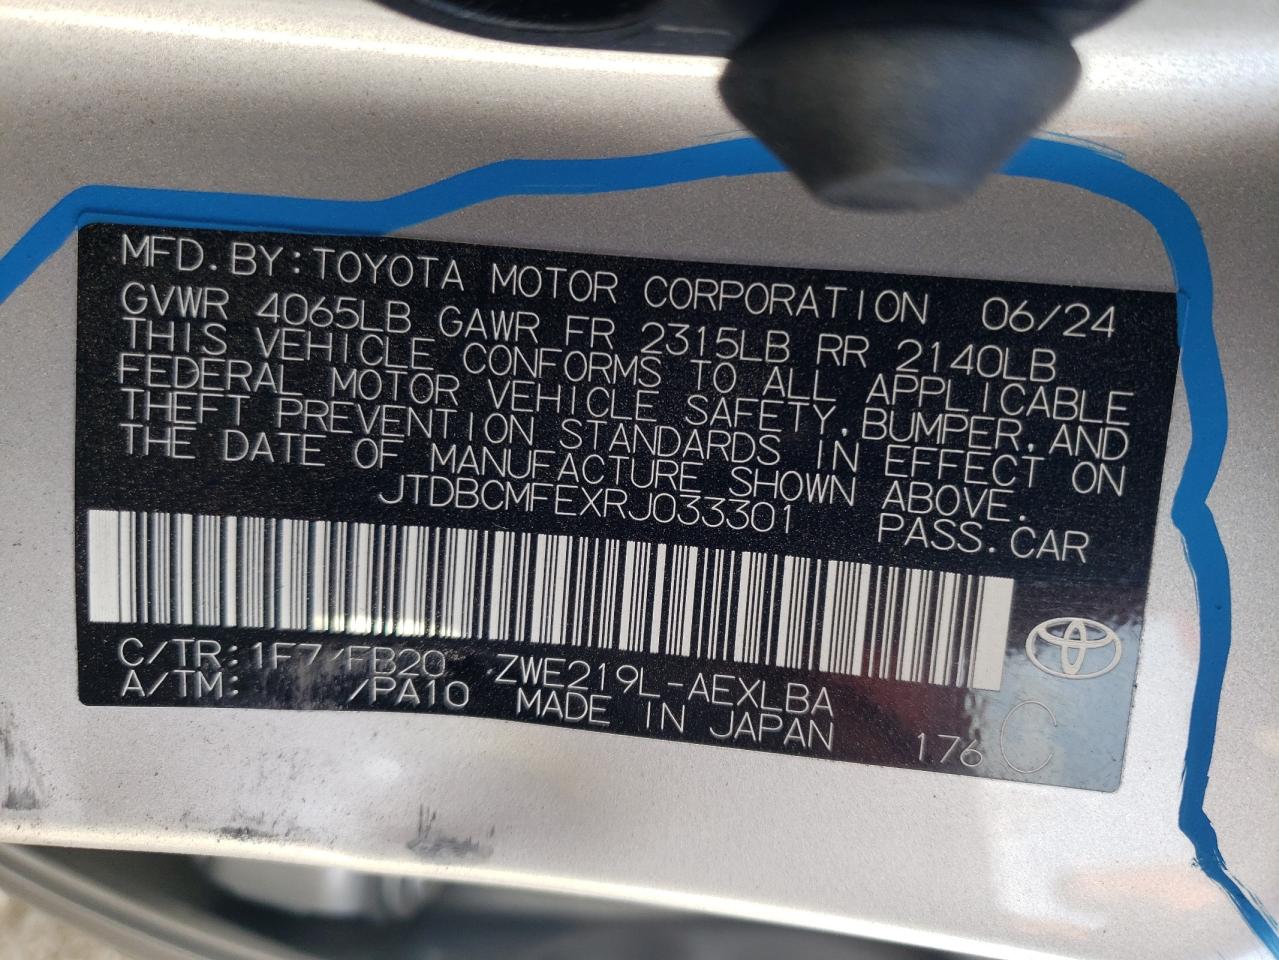 MFD. BY: TOYOTA MOTOR CORPORATION 06/24
GVWR 4065LB GAWR FR 2315LB RR 2140LB
THIS VEHICLE CONFORMS TO ALL APPLICABLE
FEDERAL MOTOR VEHICLE SAFETY, BUMPER, AND
THEFT PREVENTION STANDARDS IN EFFECT ON
THE DATE OF MANUFACTURE SHOWN ABOVE.
JTDBCMFEXRJ033301 PASS. CAR
C/TR: 1F7/FB20 ZWE219L-AEXLBA
A/TM: /PA10 MADE IN JAPAN 176 C